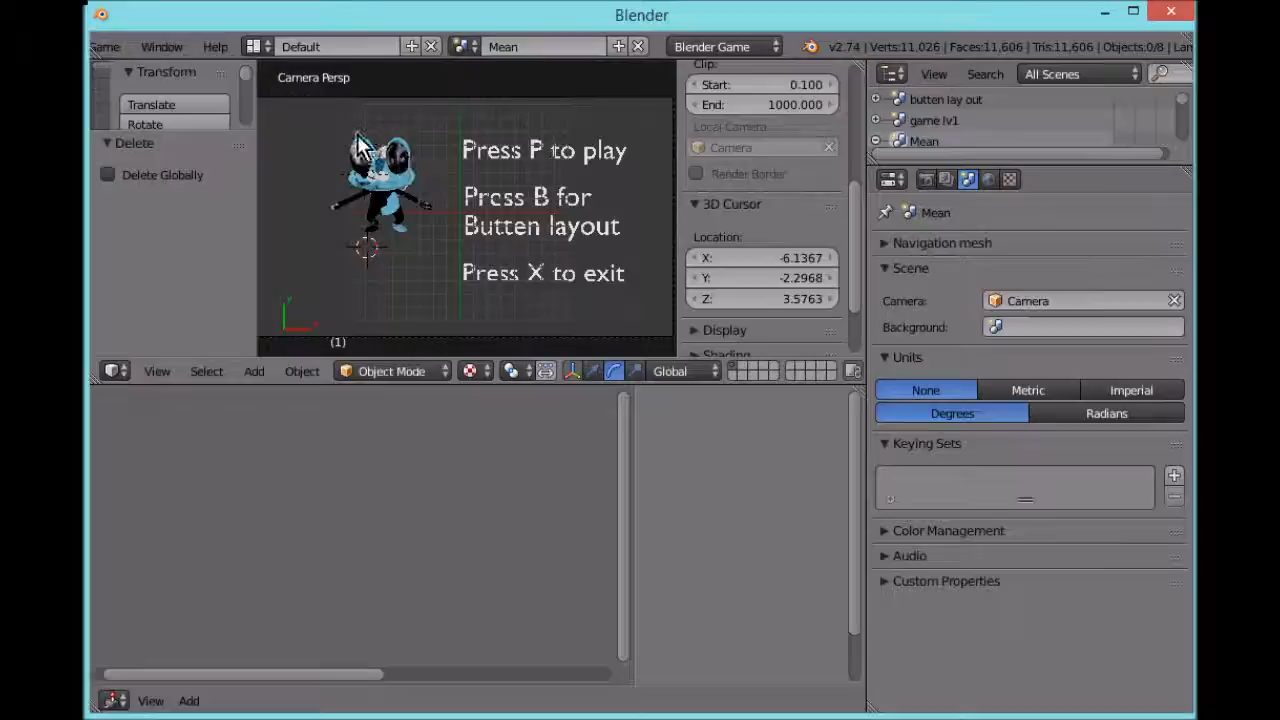 Blender
Game Window Help Default Mean Blender Game v2.74 | Verts:11,026 | Faces:11,606 | Tris:11,606 | Objects:0/8 | Lam
Transform
Translate
Rotate
Delete
Delete Globally
Camera Persp
Press P to play
Press B for
Butten layout
Press X to exit
(1)
Clip:
Start: 0.100
End: 1000.000
Local Camera:
Camera
Render Border
3D Cursor
Location:
X: -6.1367
Y: -2.2968
Z: 3.5763
Display
Shading
View Select Add Object Object Mode Global
View Add
View Search All Scenes
butten lay out
game lv1
Mean
Mean
Navigation mesh
Scene
Camera: Camera
Background:
Units
None Metric Imperial
Degrees Radians
Keying Sets
Color Management
Audio
Custom Properties